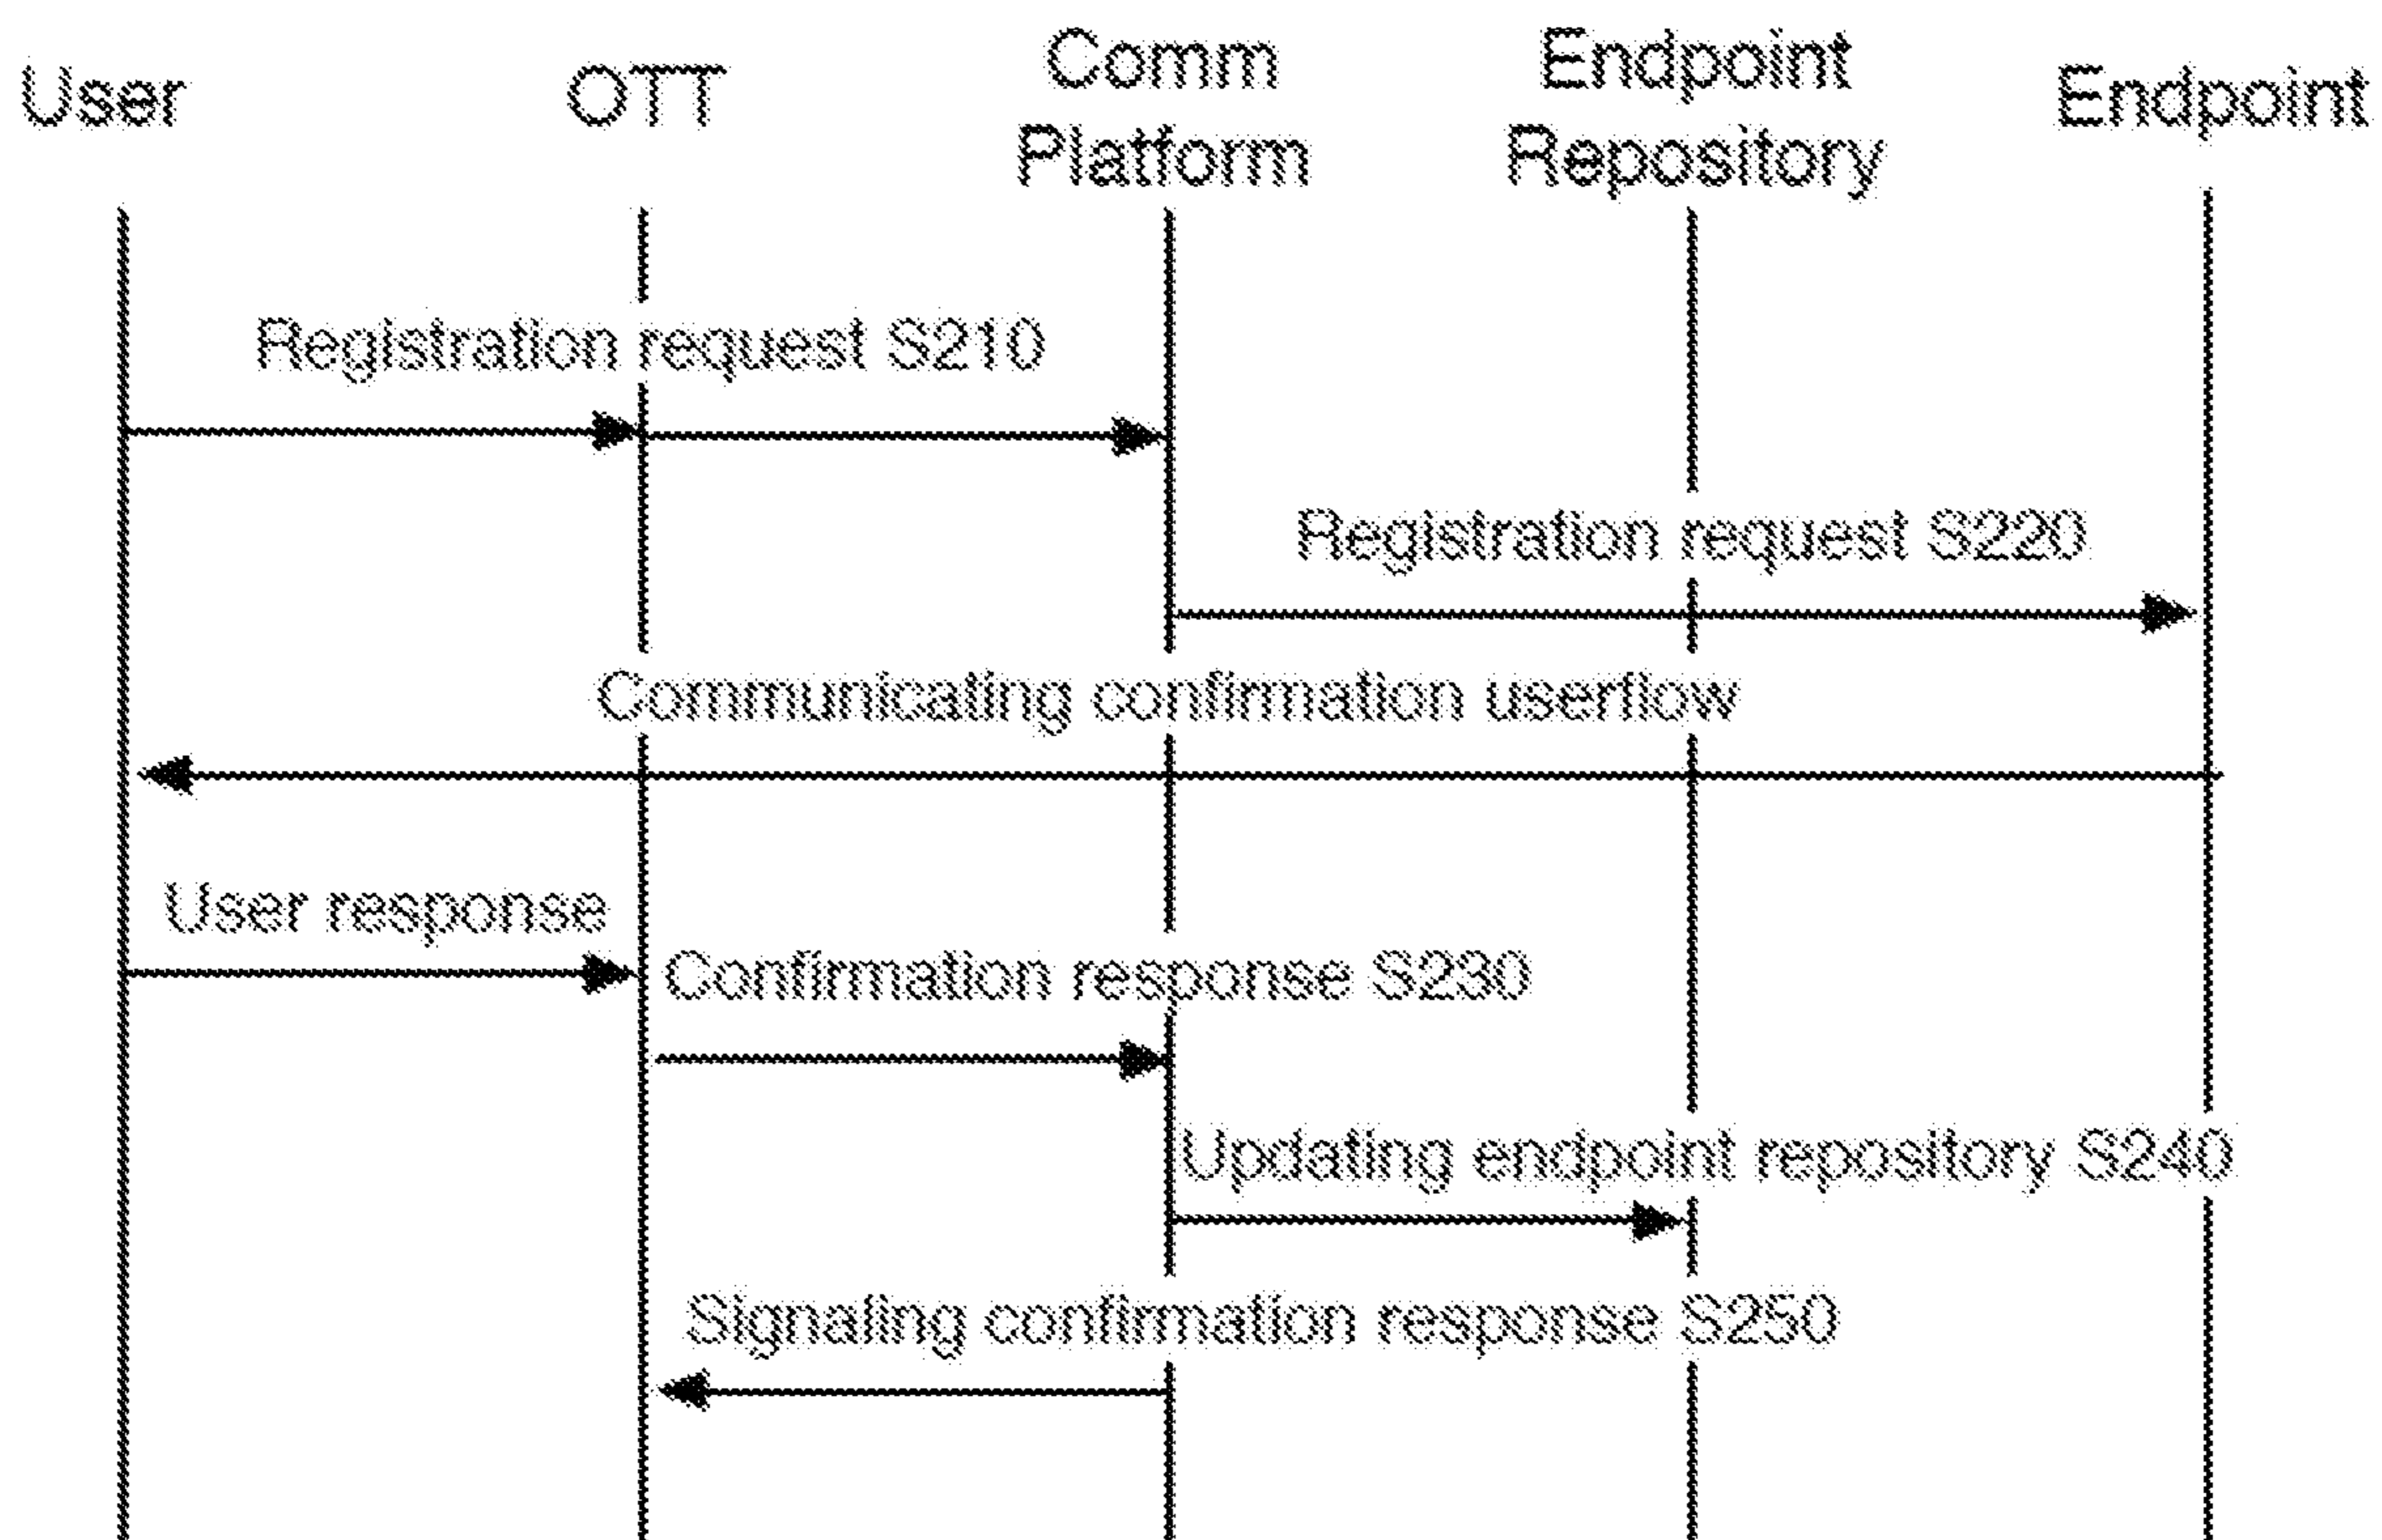 User
OTT
Comm
Platform
Endpoint
Repository
Endpoint
Registration request S210
Registration request S220
Communicating confirmation userflow
User response
Confirmation response S230
Updating endpoint repository S240
Signaling confirmation response S250